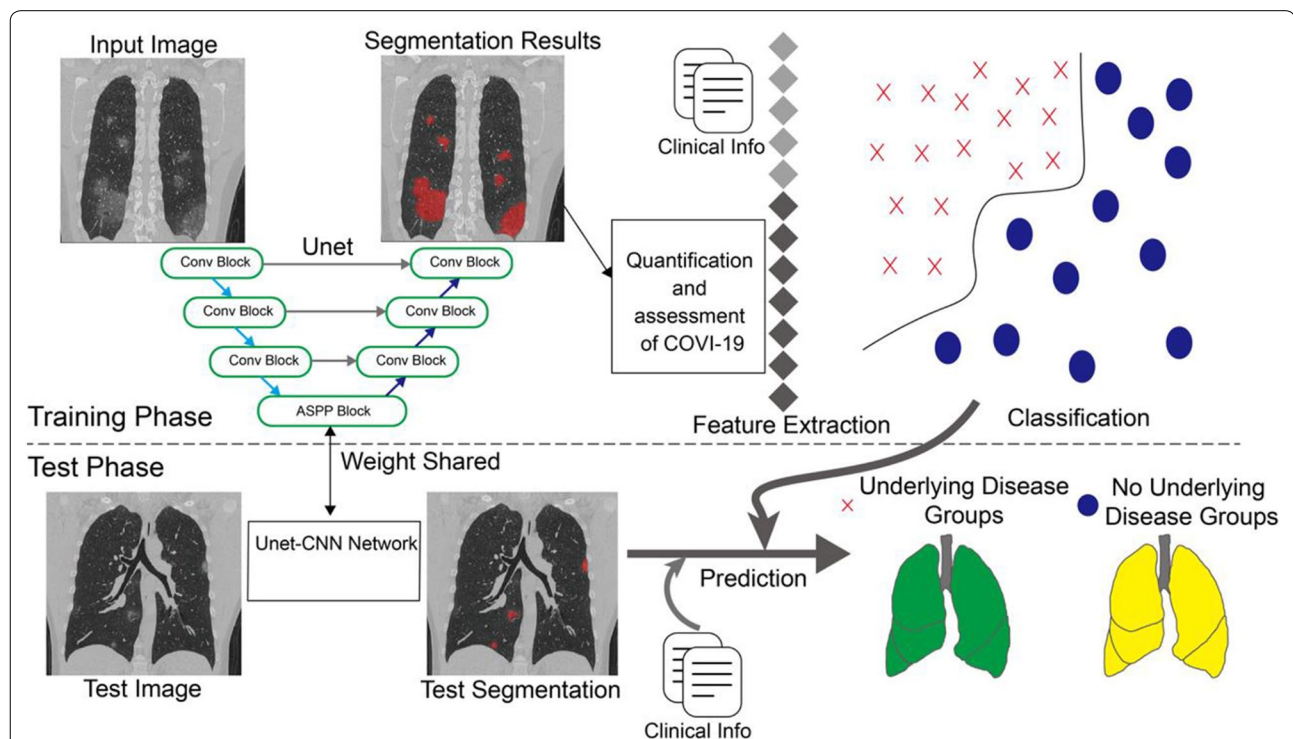 Input Image
Segmentation Results
Clinical Info
Unet
Conv Block
Conv Block
Conv Block
Conv Block
Conv Block
Conv Block
ASPP Block
Quantification
and
assessment
of COVI-19
Training Phase
Feature Extraction
Classification
Test Phase
Weight Shared
Unet-CNN Network
Test Image
Test Segmentation
Prediction
Clinical Info
Underlying Disease
Groups
No Underlying
Disease Groups